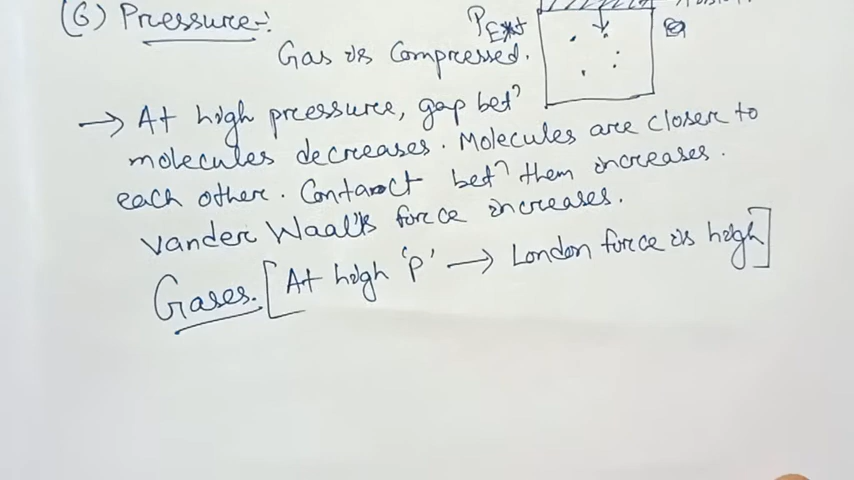 (6) Pressure-:
P Ext
Gas is Compressed.
→ At high pressure, gap betⁿ
molecules decreases. Molecules are closer to
each other. Contact betⁿ them increases.
Vander Waal's force increases.
Gases. [At high 'P' → London force is high]